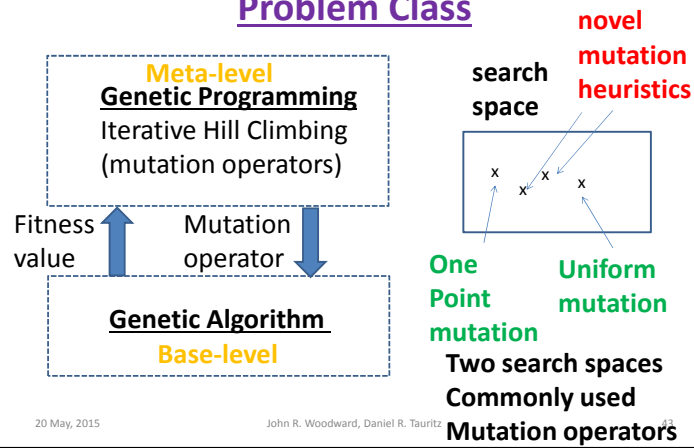 Problem Class
Meta-level
Genetic Programming
Iterative Hill Climbing
(mutation operators)
Fitness
value
Mutation
operator
Genetic Algorithm
Base-level
novel
mutation
heuristics
search
space
x
x
x
x
One
Point
mutation
Uniform
mutation
Two search spaces
Commonly used
Mutation operators
20 May, 2015
John R. Woodward, Daniel R. Tauritz
43